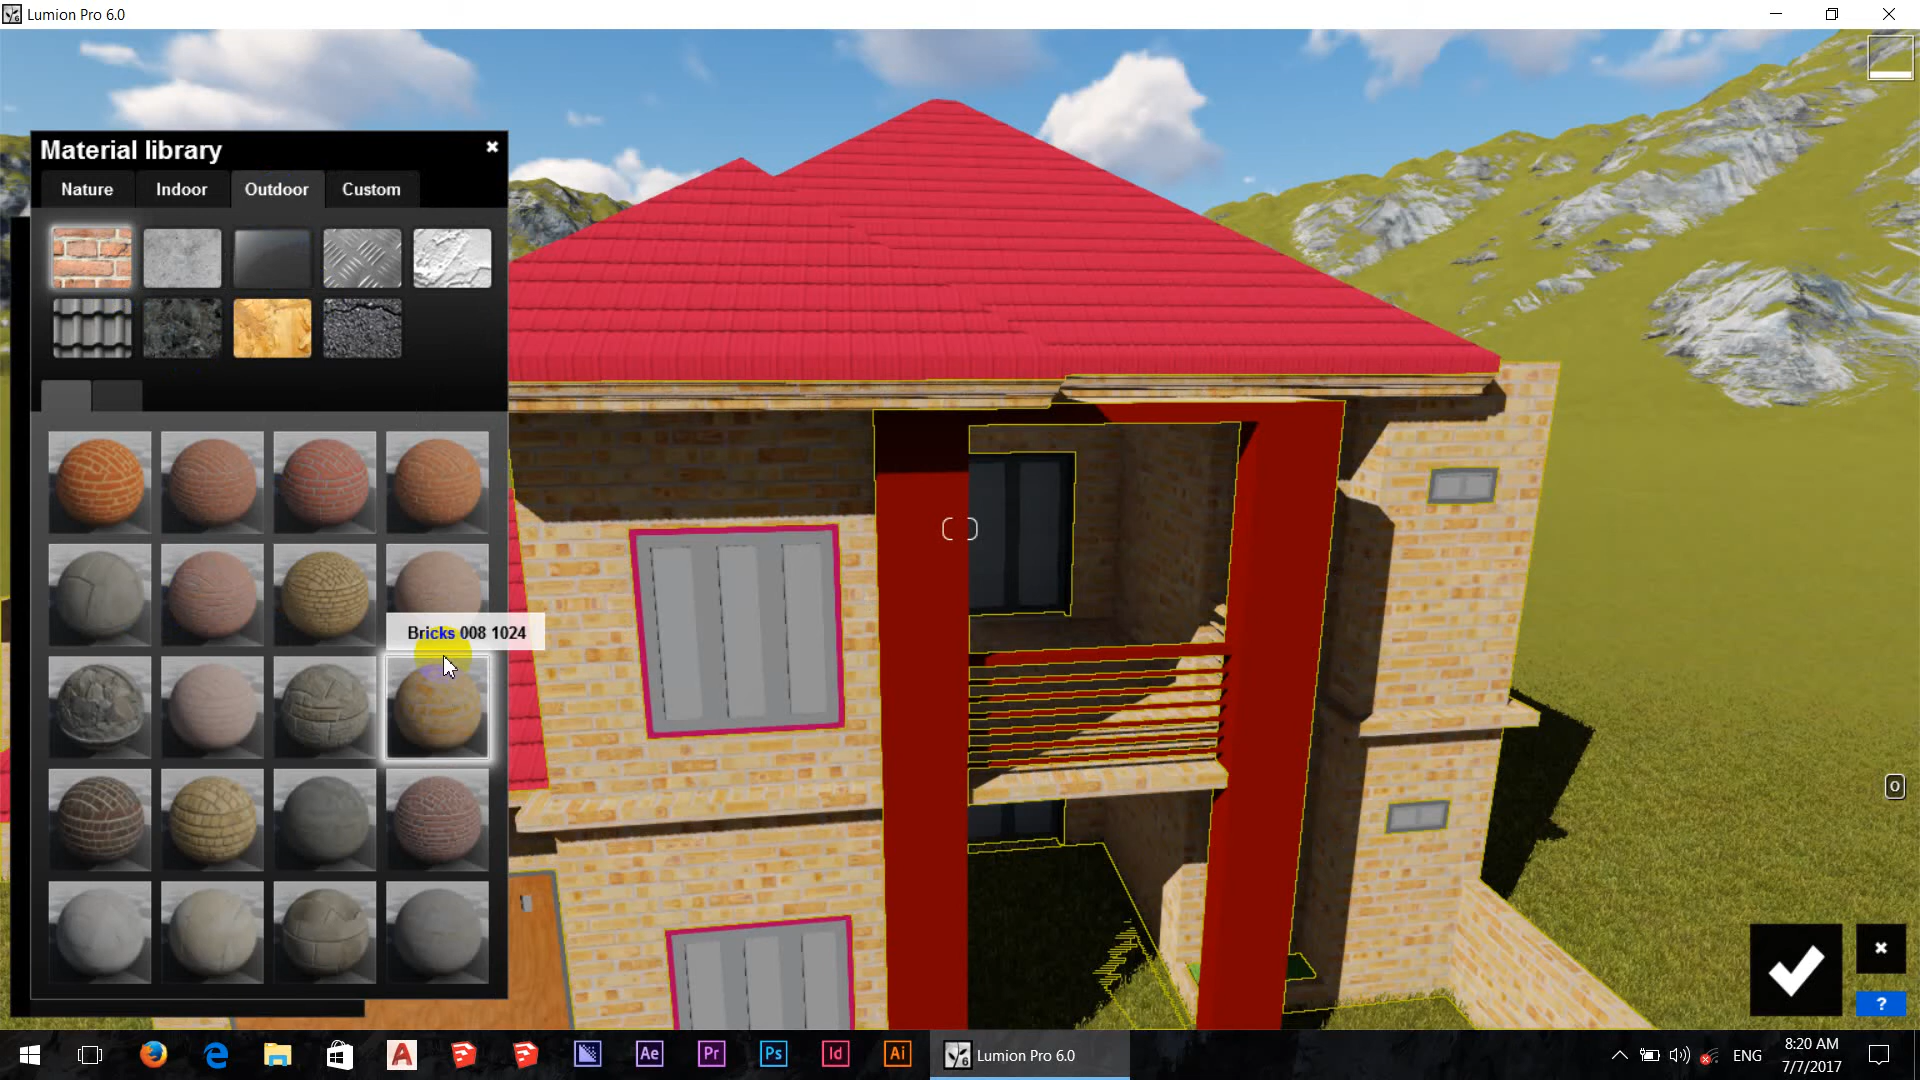 Lumion Pro 6.0
Material library
Nature Indoor Outdoor Custom
Bricks 008 1024
O
?
Ae Pr Ps Id Ai
Lumion Pro 6.0
ENG
8:20 AM
7/7/2017